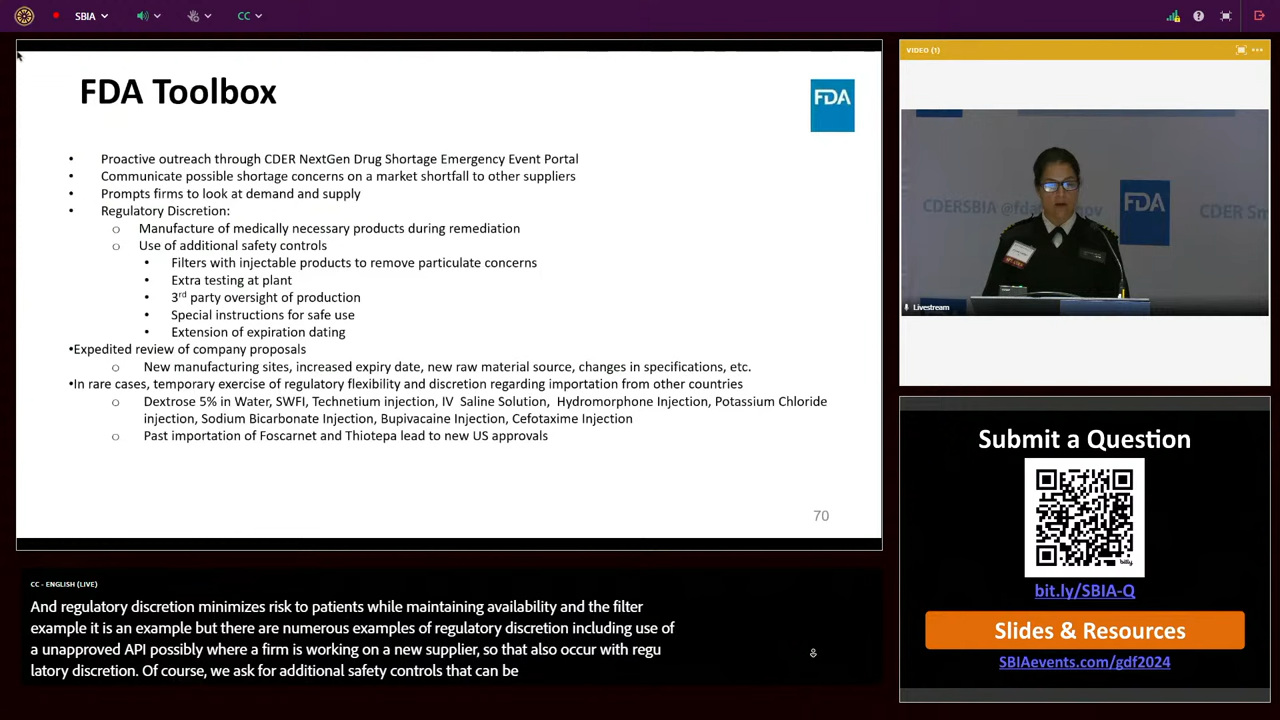 SBIA
CC
FDA Toolbox
FDA
• Proactive outreach through CDER NextGen Drug Shortage Emergency Event Portal
• Communicate possible shortage concerns on a market shortfall to other suppliers
• Prompts firms to look at demand and supply
• Regulatory Discretion:
o Manufacture of medically necessary products during remediation
o Use of additional safety controls
• Filters with injectable products to remove particulate concerns
• Extra testing at plant
• 3rd party oversight of production
• Special instructions for safe use
• Extension of expiration dating
•Expedited review of company proposals
o New manufacturing sites, increased expiry date, new raw material source, changes in specifications, etc.
•In rare cases, temporary exercise of regulatory flexibility and discretion regarding importation from other countries
o Dextrose 5% in Water, SWFI, Technetium injection, IV Saline Solution, Hydromorphone Injection, Potassium Chloride
injection, Sodium Bicarbonate Injection, Bupivacaine Injection, Cefotaxime Injection
o Past importation of Foscarnet and Thiotepa lead to new US approvals
70
CC - ENGLISH (LIVE)
And regulatory discretion minimizes risk to patients while maintaining availability and the filter
example it is an example but there are numerous examples of regulatory discretion including use of
a unapproved API possibly where a firm is working on a new supplier, so that also occur with regu
latory discretion. Of course, we ask for additional safety controls that can be
VIDEO (1)
FDA
CDERSBIA @fda
CDER Sm
Livestream
Submit a Question
bitly
bit.ly/SBIA-Q
Slides & Resources
SBIAevents.com/gdf2024